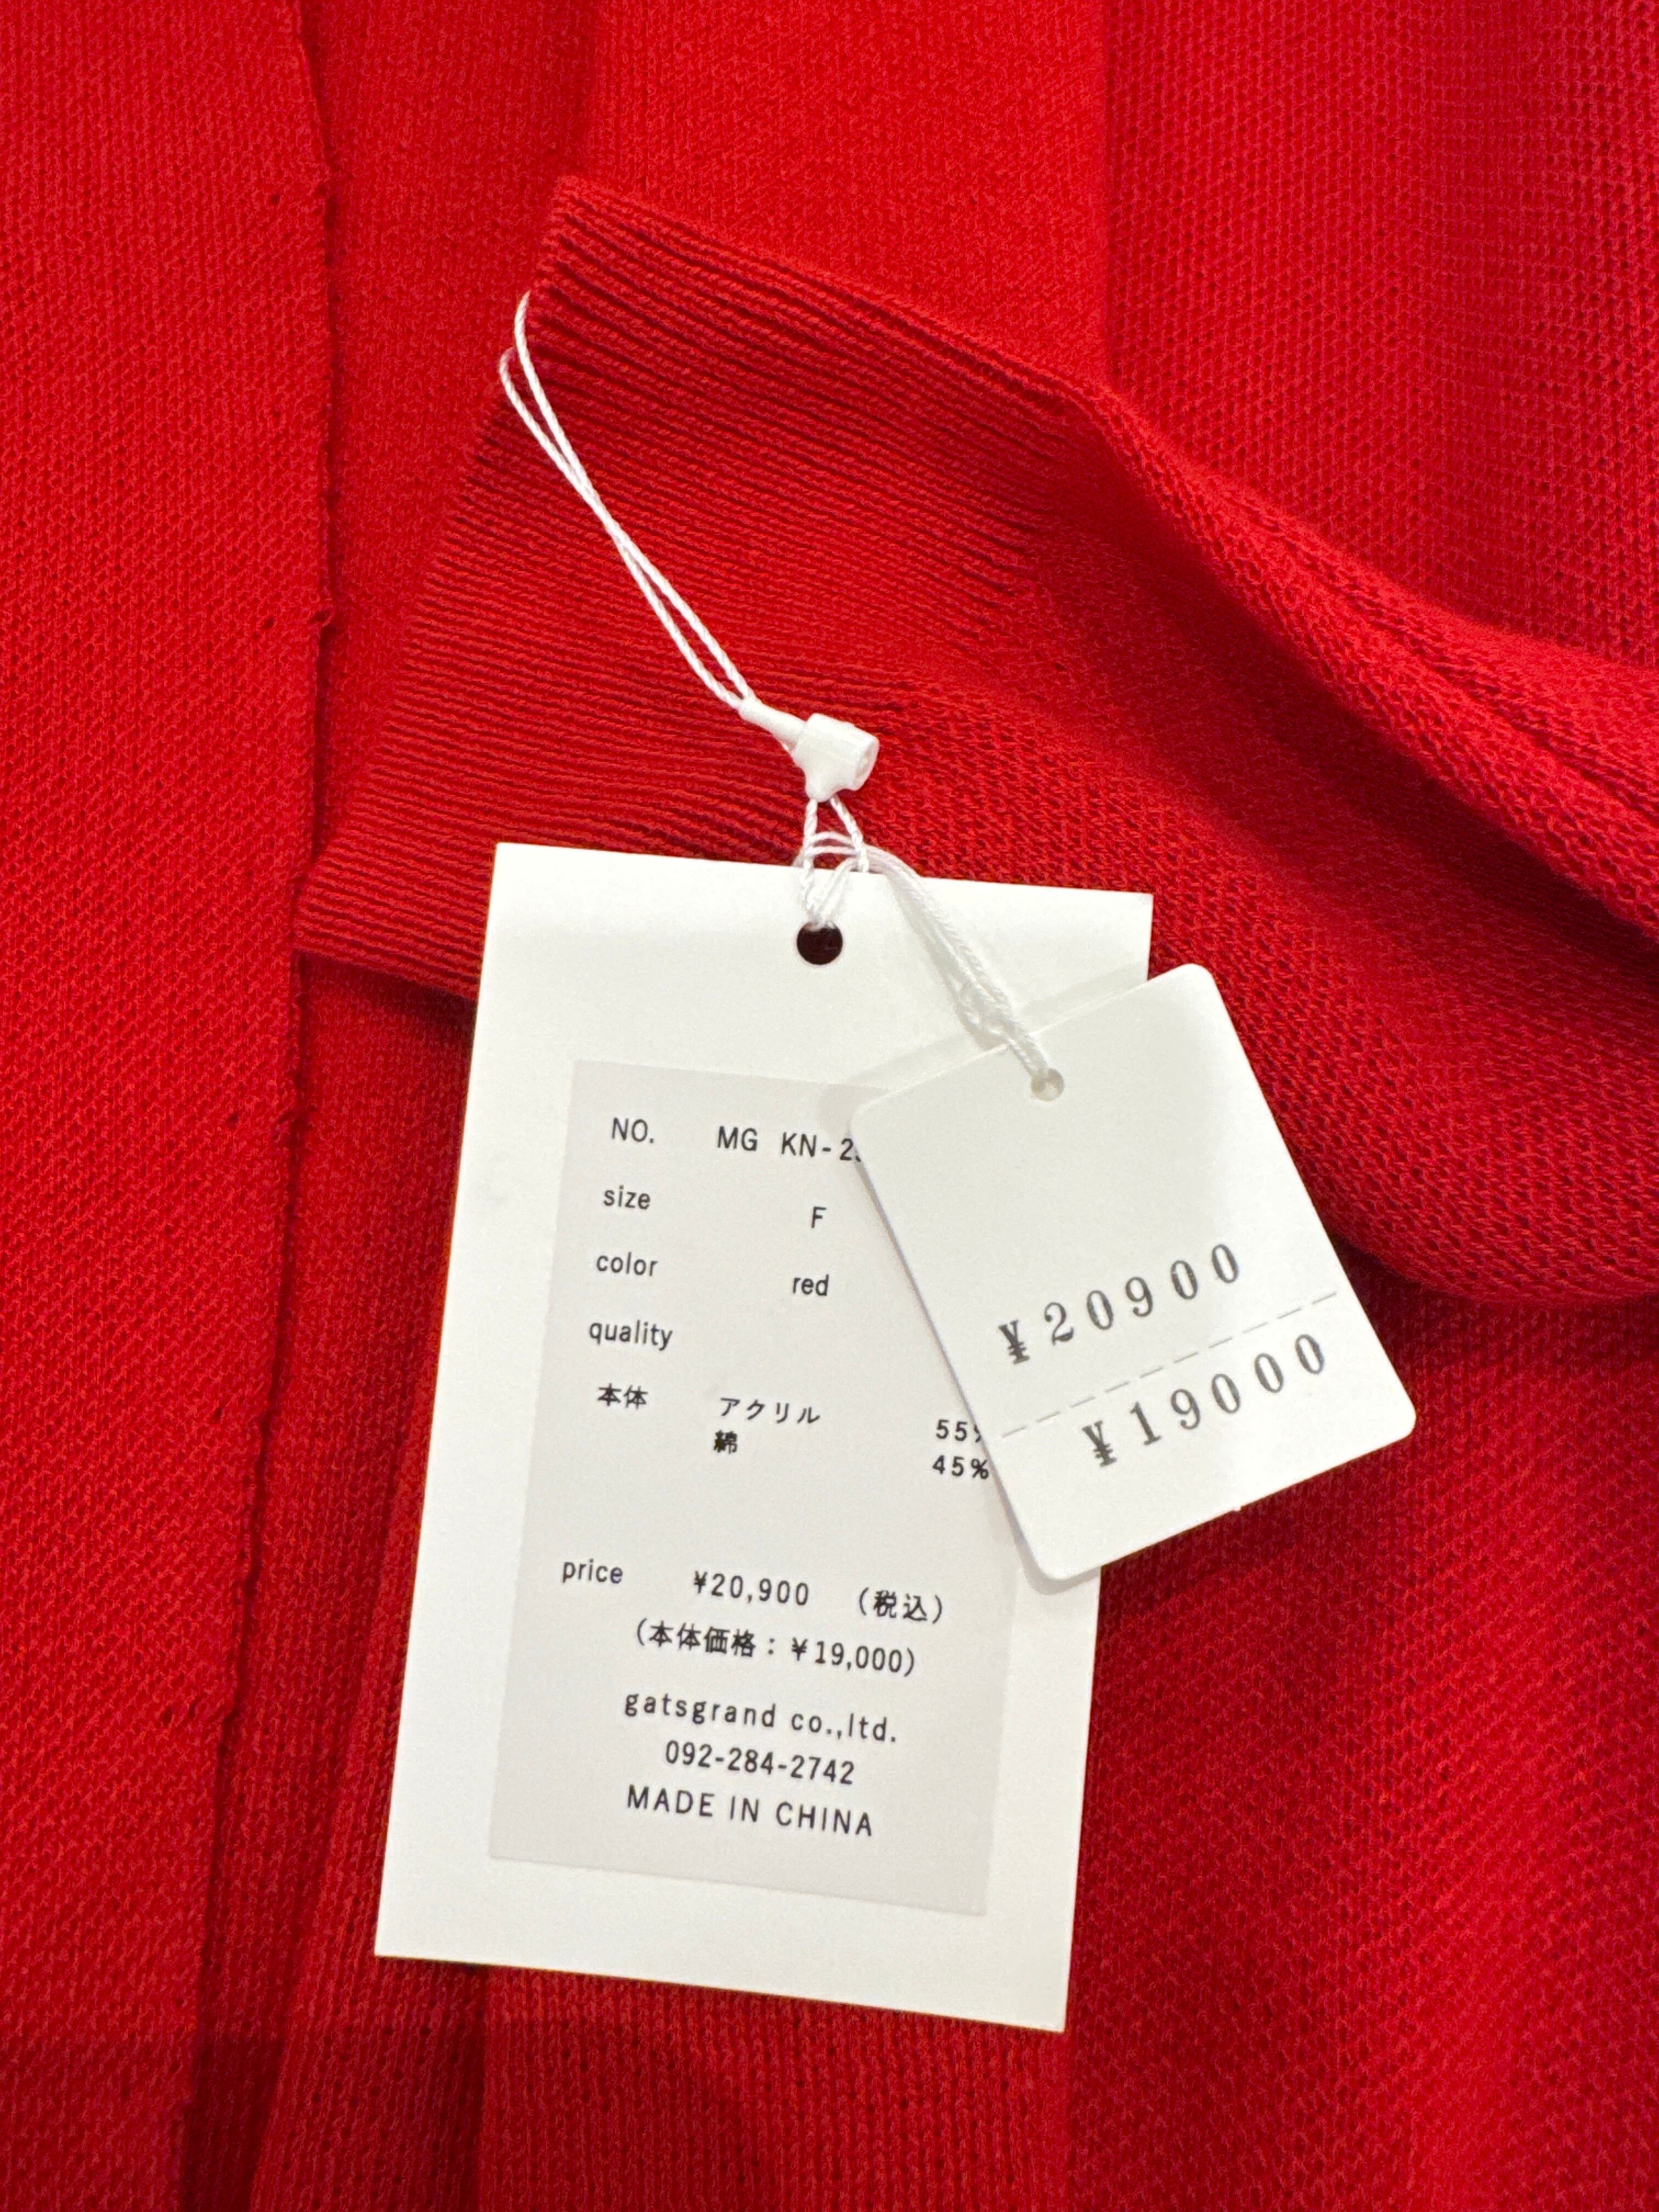 NO. MG KN-2
size F
color red
quality
本体 アクリル 55%
綿 45%
price ¥20,900 (税込)
(本体価格：¥19,000)
gatsgrand co.,ltd.
092-284-2742
MADE IN CHINA
¥20900
¥19000